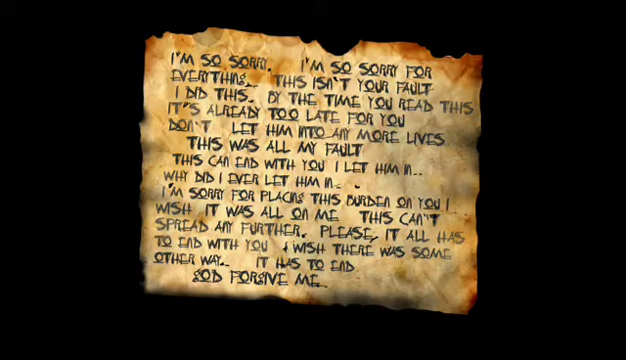 I'M SO SORRY. I'M SO SORRY FOR
EVERYTHING... THIS ISN'T YOUR FAULT
I DID THIS. BY THE TIME YOU READ THIS
IT'S ALREADY TOO LATE FOR YOU
DON'T LET HIM INTO ANY MORE LIVES
THIS WAS ALL MY FAULT
THIS CAN END WITH YOU I LET HIM IN..
WHY DID I EVER LET HIM IN...
I'M SORRY FOR PLACING THIS BURDEN ON YOU I..
WISH IT WAS ALL ON ME THIS CAN'T
SPREAD ANY FURTHER. PLEASE, IT ALL HAS
TO END WITH YOU I WISH THERE WAS SOME
OTHER WAY... IT HAS TO END
GOD FORGIVE ME...